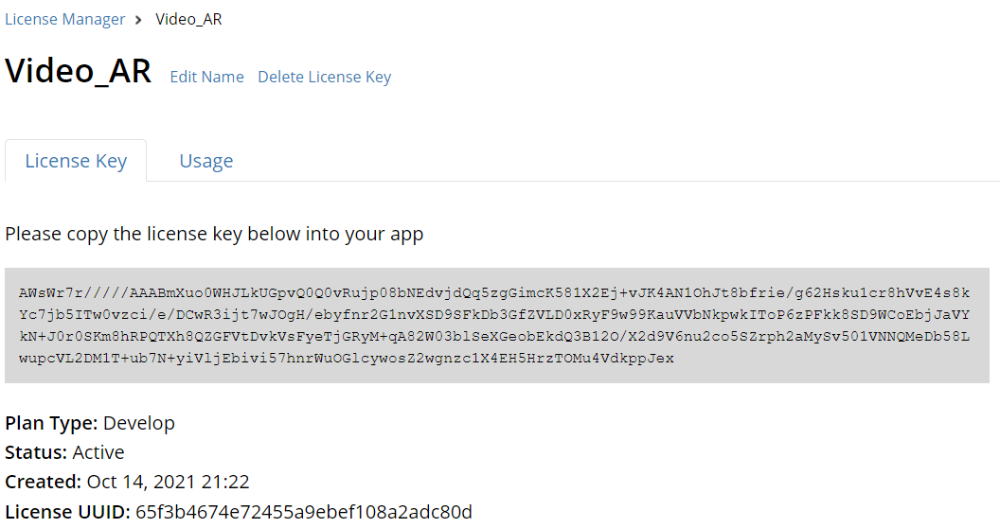 License Manager > Video_AR
Video_AR Edit Name Delete License Key
License Key Usage
Please copy the license key below into your app
AWsWr7r/////AAABmXuo0WHJLkUGpvQ0Q0vRujp08bNEdvjdQq5zgGimcK581X2Ej+vJK4AN1OhJt8bfrie/g62Hsku1cr8hVvE4s8k
Yc7jb5ITw0vzci/e/DCwR3ijt7wJOgH/ebyfnr2G1nvXSD9SFkDb3GfZVLD0xRyF9w99KauVVbNkpwkIToP6zPFkk8SD9WCoEbjJaVY
kN+J0r0SKm8hRPQTXh8QZGFVtDvkVsFyeTjGRyM+qA82W03blSeXGeobEkdQ3B12O/X2d9V6nu2co5SZrph2aMySv501VNNQMeDb58L
wupcVL2DM1T+ub7N+yiVljEbivi57hnrWuOGlcywosZ2wgnzc1X4EH5HrzTOMu4VdkppJex
Plan Type: Develop
Status: Active
Created: Oct 14, 2021 21:22
License UUID: 65f3b4674e72455a9ebef108a2adc80d